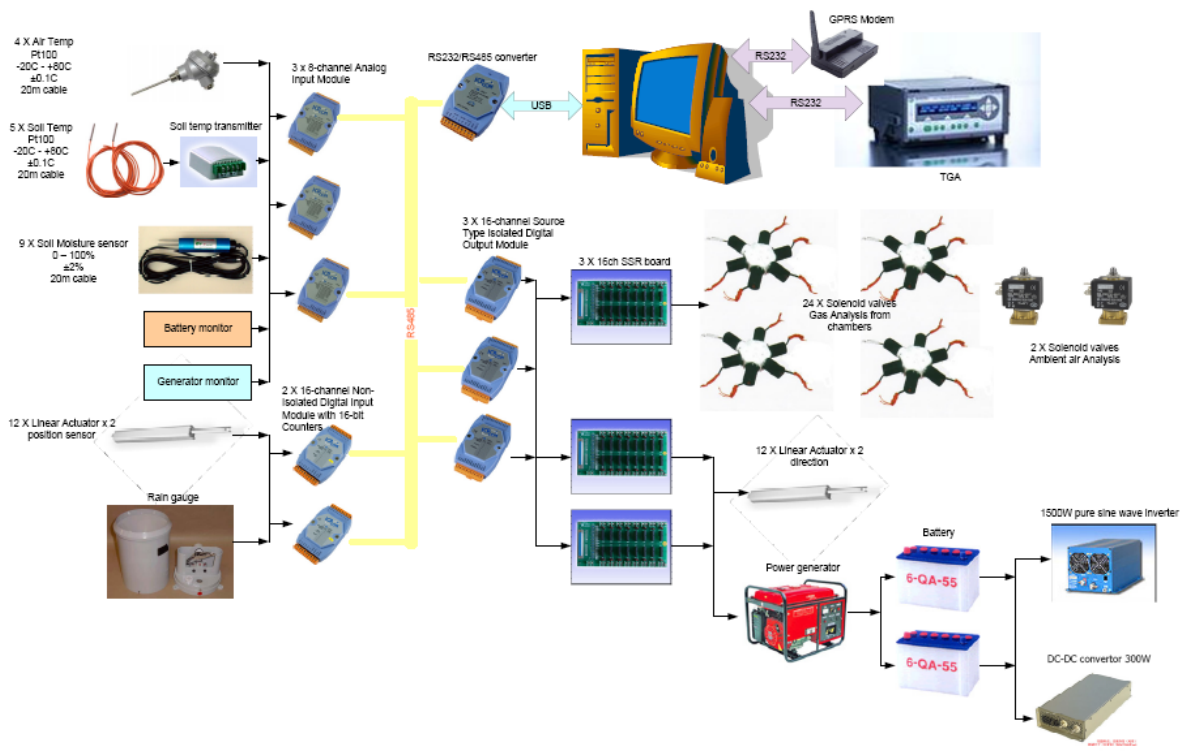 4 X Air Temp
Pt100
-20C - +80C
±0.1C
20m cable
3 x 8-channel Analog
Input Module
RS232/RS485 converter
USB
RS232
GPRS Modem
RS232
TGA
5 X Soil Temp
Pt100
-20C - +80C
±0.1C
20m cable
Soil temp transmitter
9 X Soil Moisture sensor
0 – 100%
±2%
20m cable
Battery monitor
Generator monitor
RS485
3 X 16-channel Source
Type Isolated Digital
Output Module
3 X 16ch SSR board
24 X Solenoid valves
Gas Analysis from
chambers
2 X Solenoid valves
Ambient air Analysis
12 X Linear Actuator x 2
position sensor
2 X 16-channel Non-
Isolated Digital Input
Module with 16-bit
Counters
Rain gauge
12 X Linear Actuator x 2
direction
Power generator
Battery
6-QA-55
6-QA-55
1500W pure sine wave inverter
DC-DC convertor 300W